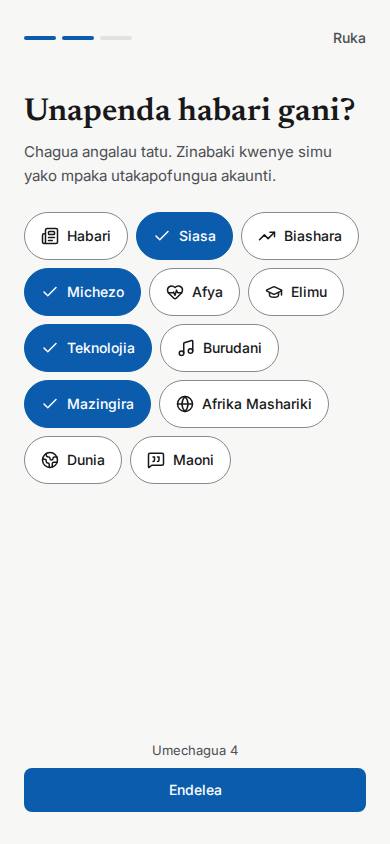 Ruka
Unapenda habari gani?
Chagua angalau tatu. Zinabaki kwenye simu
yako mpaka utakapofungua akaunti.
Habari
Siasa
Biashara
Michezo
Afya
Elimu
Teknolojia
Burudani
Mazingira
Afrika Mashariki
Dunia
Maoni
Umechagua 4
Endelea